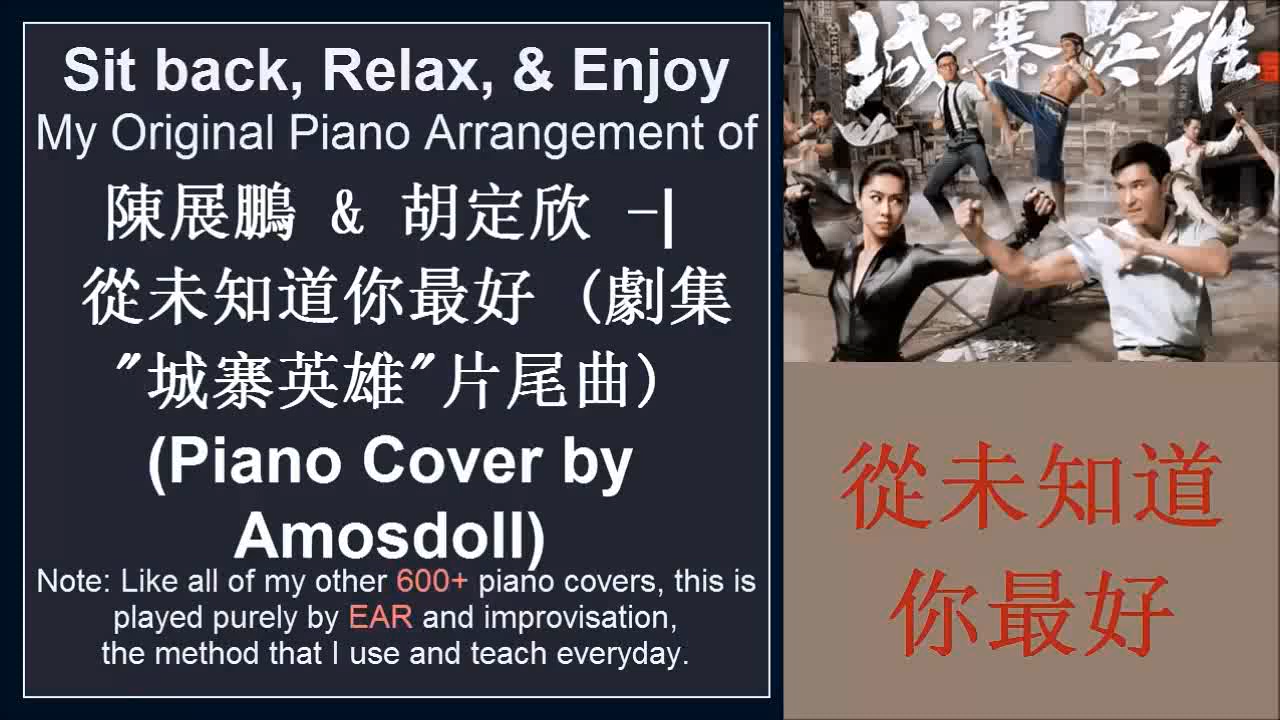 Sit back, Relax, & Enjoy
My Original Piano Arrangement of
陳展鵬 & 胡定欣 -|
從未知道你最好 (劇集
"城寨英雄"片尾曲)
(Piano Cover by
Amosdoll)
Note: Like all of my other 600+ piano covers, this is
played purely by EAR and improvisation,
the method that I use and teach everyday.
城寨英雄
從未知道
你最好